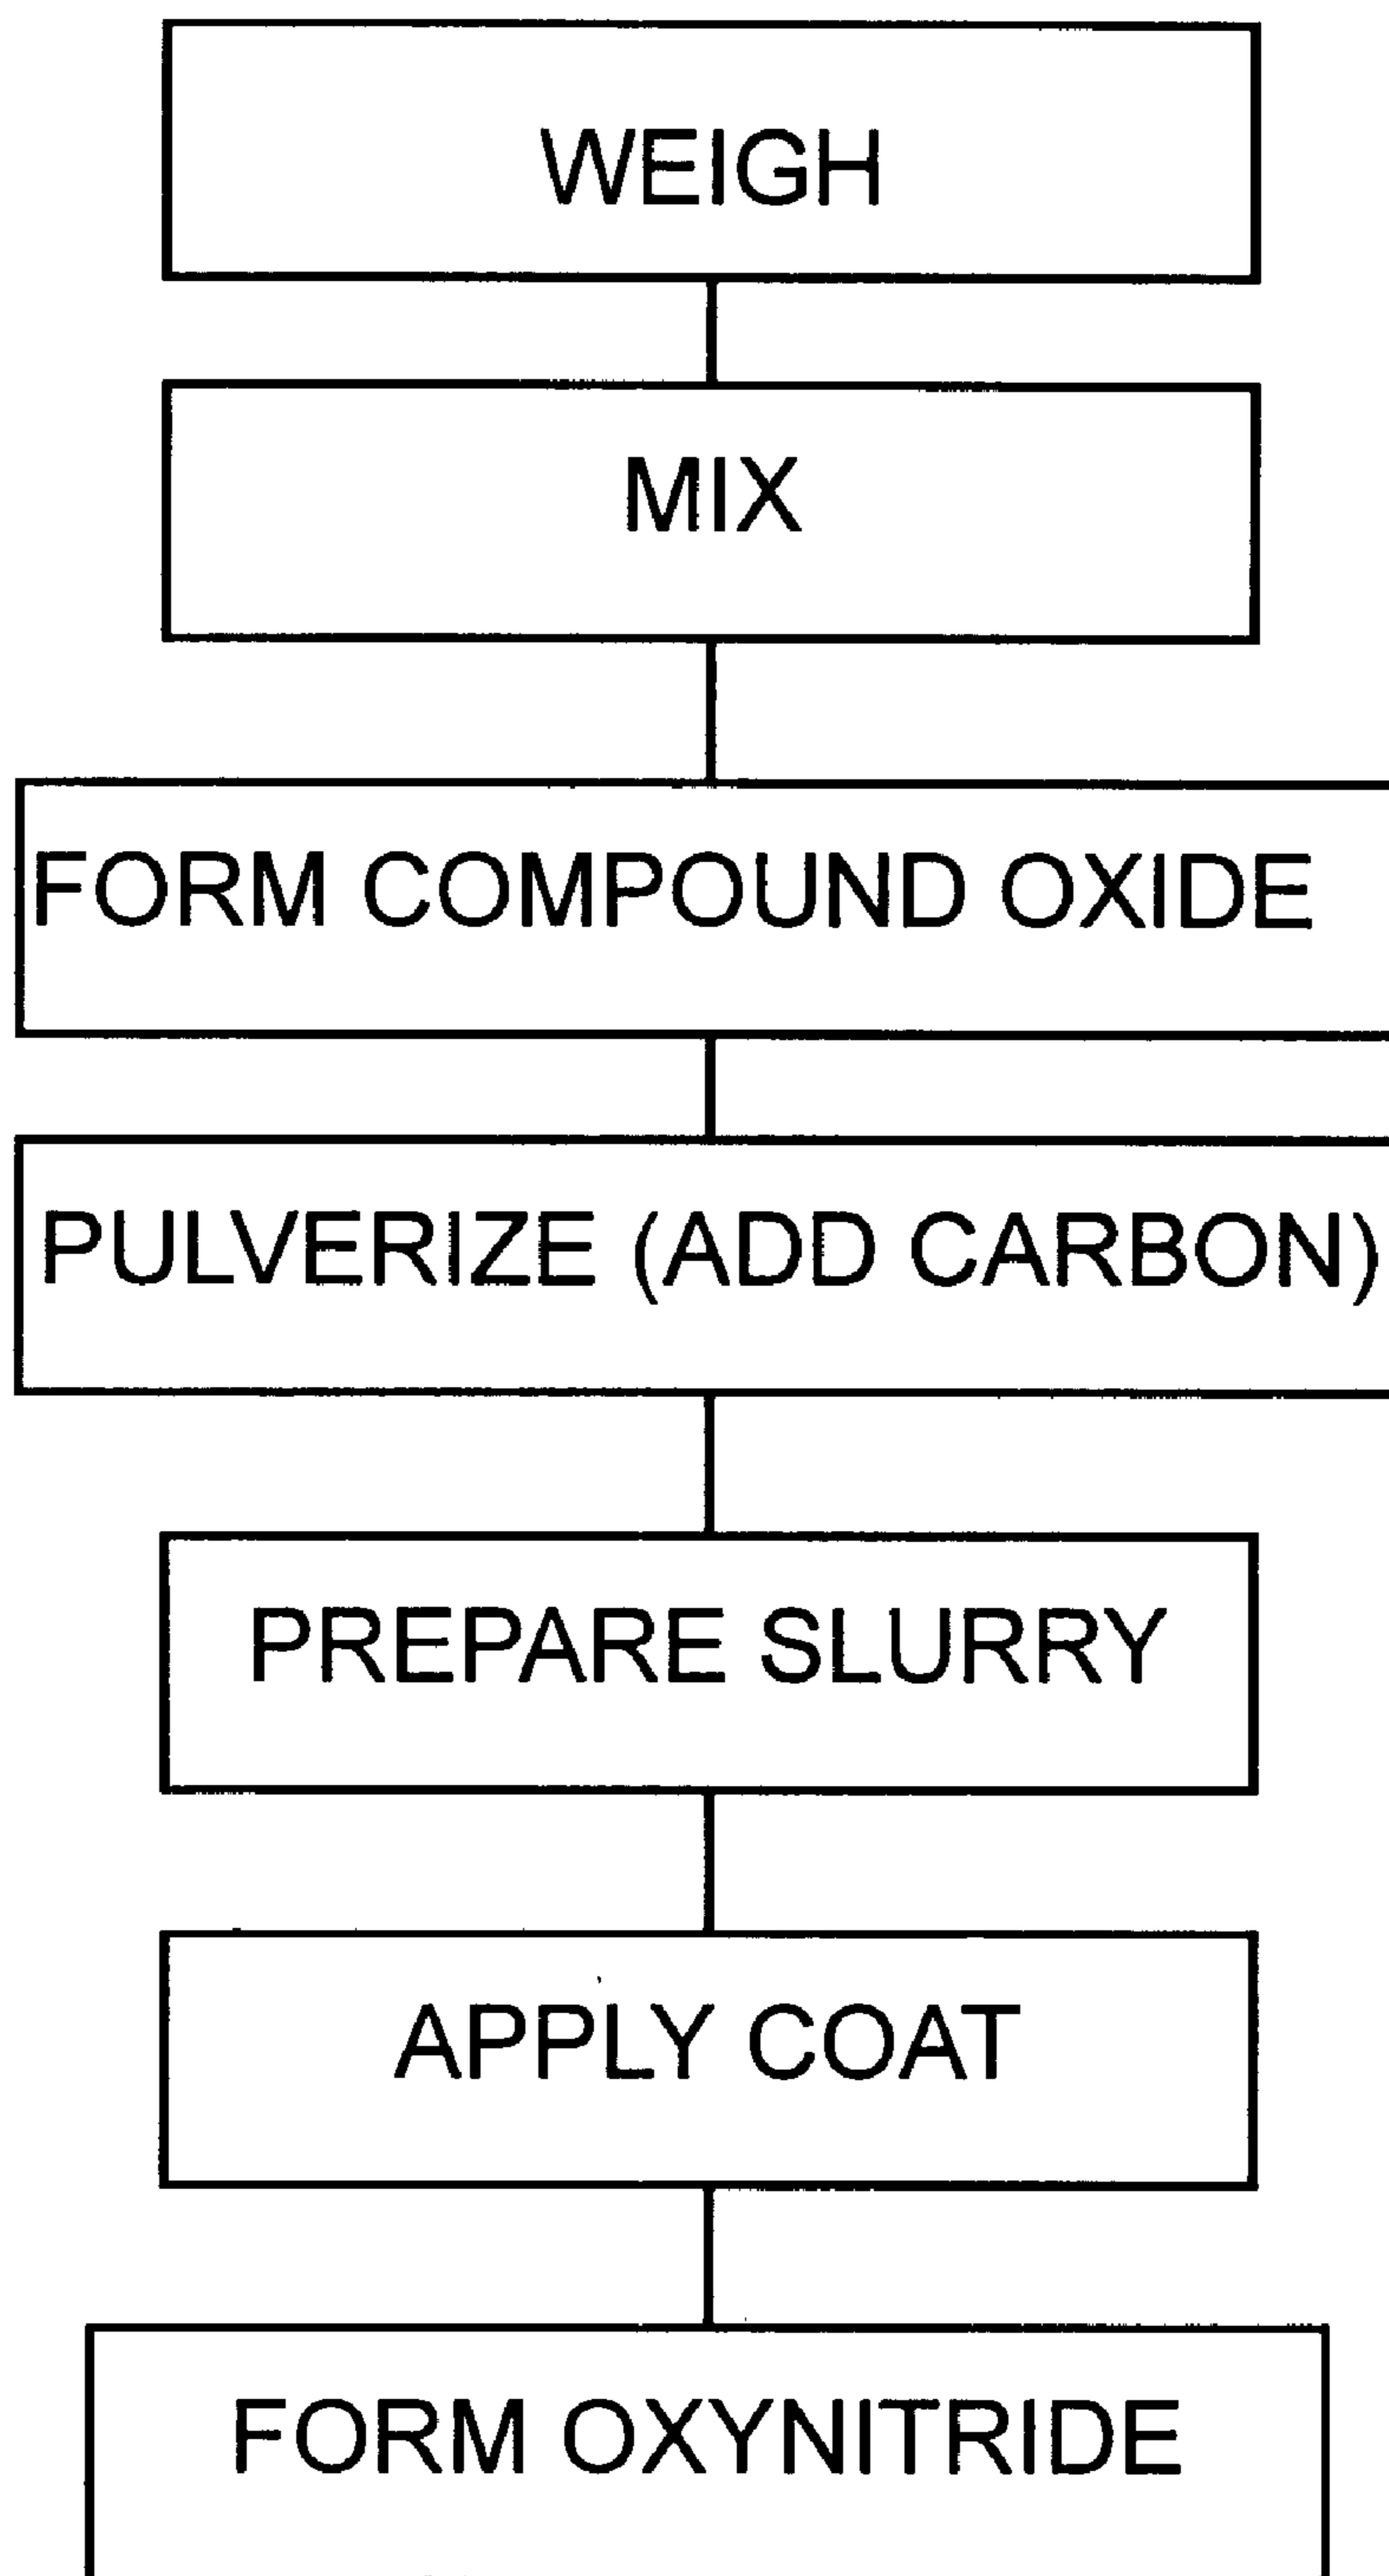 WEIGH
MIX
FORM COMPOUND OXIDE
PULVERIZE (ADD CARBON)
PREPARE SLURRY
APPLY COAT
FORM OXYNITRIDE